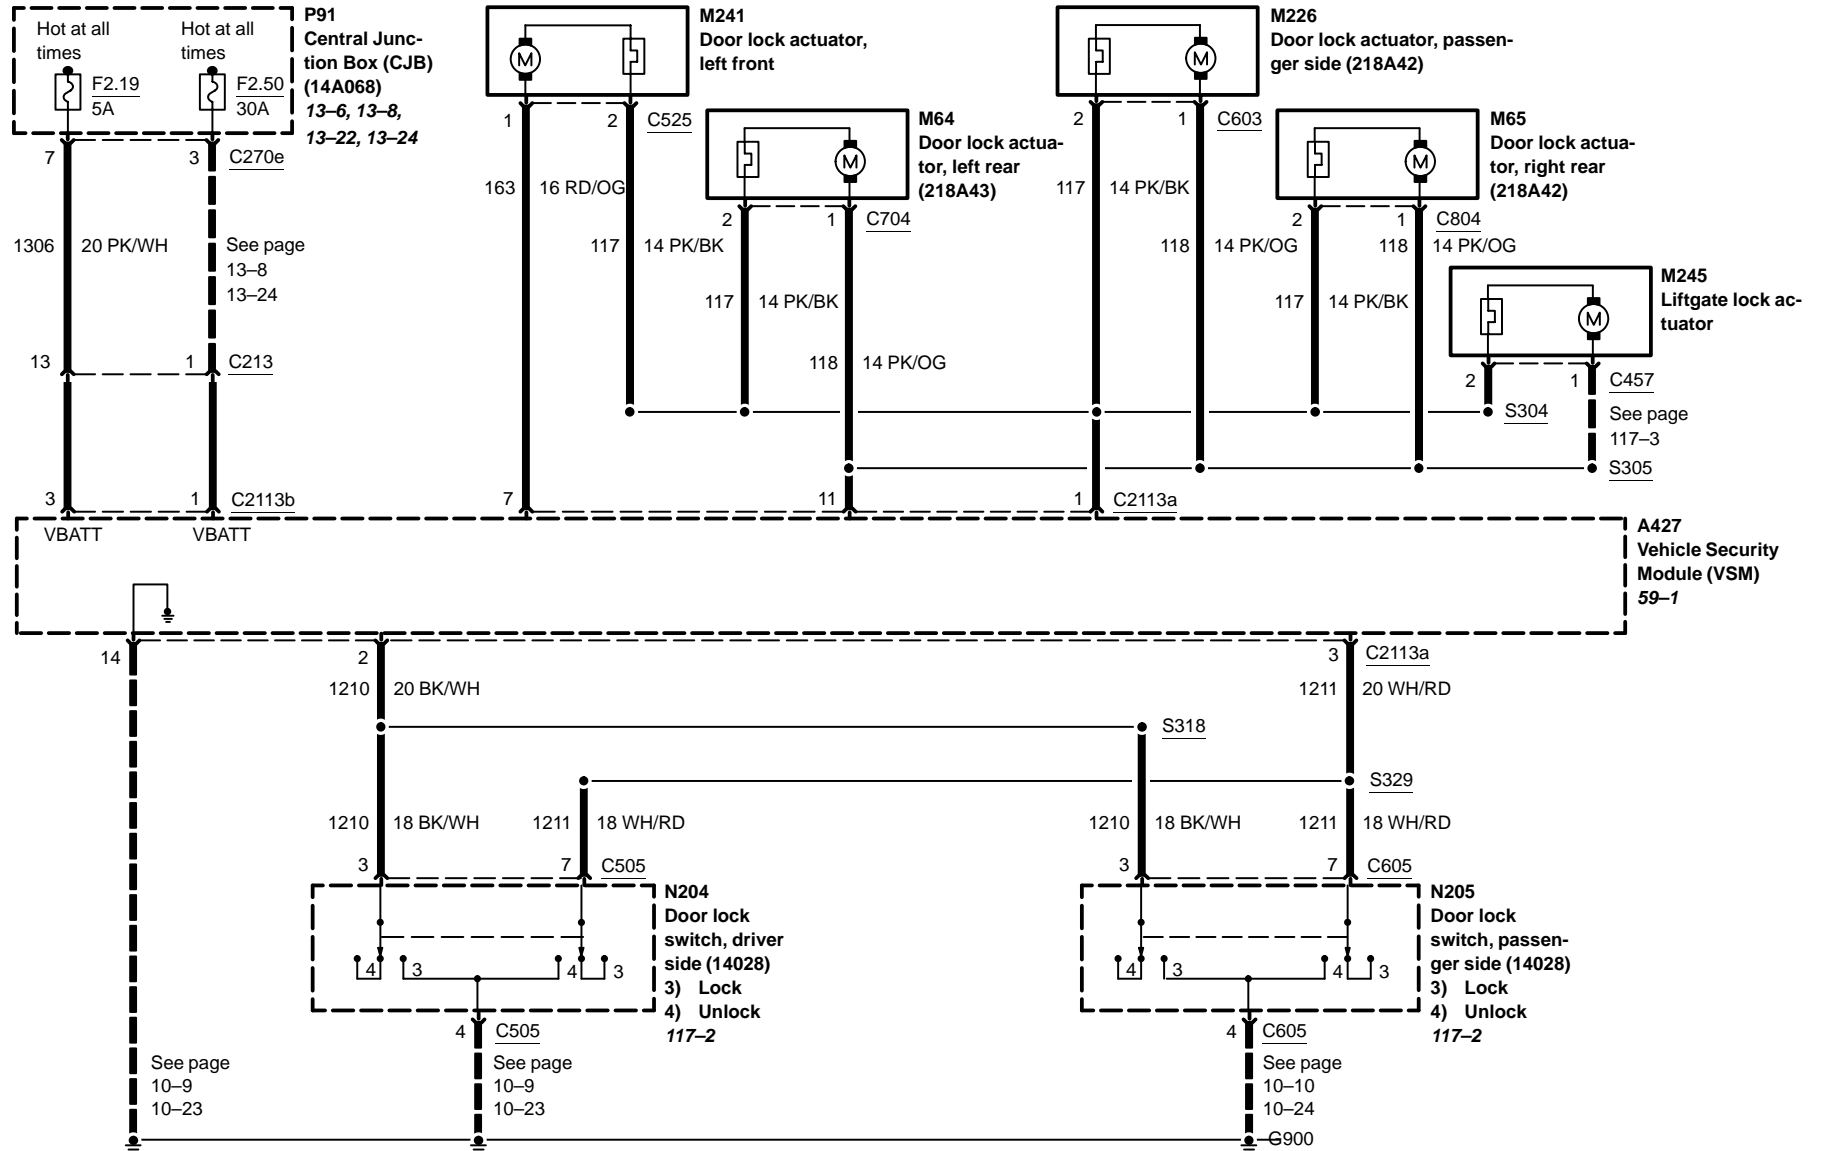 Hot at all
times
F2.19
5A
Hot at all
times
F2.50
30A
P91
Central Junc-
tion Box (CJB)
(14A068)
13–6, 13–8,
13–22, 13–24
M
M241
Door lock actuator,
left front
M
M226
Door lock actuator, passen-
ger side (218A42)
1
2
C525
2
1
C603
M
M64
Door lock actua-
tor, left rear
(218A43)
M
M65
Door lock actua-
tor, right rear
(218A42)
7
3
C270e
163
16 RD/OG
117
14 PK/BK
2
1
C704
2
1
C804
1306
20 PK/WH
See page
13–8
13–24
117
14 PK/BK
118
14 PK/OG
118
14 PK/OG
M
M245
Liftgate lock ac-
tuator
117
14 PK/BK
117
14 PK/BK
13
1
C213
118
14 PK/OG
2
1
C457
S304
See page
117–3
S305
3
1
C2113b
7
11
1
C2113a
VBATT
VBATT
A427
Vehicle Security
Module (VSM)
59–1
14
2
3
C2113a
1210
20 BK/WH
1211
20 WH/RD
S318
S329
1210
18 BK/WH
1211
18 WH/RD
1210
18 BK/WH
1211
18 WH/RD
3
7
C505
3
7
C605
4
3
4
3
N204
Door lock
switch, driver
side (14028)
3) Lock
4) Unlock
117–2
4
3
4
3
N205
Door lock
switch, passen-
ger side (14028)
3) Lock
4) Unlock
117–2
4
C505
4
C605
See page
10–9
10–23
See page
10–9
10–23
See page
10–10
10–24
G900